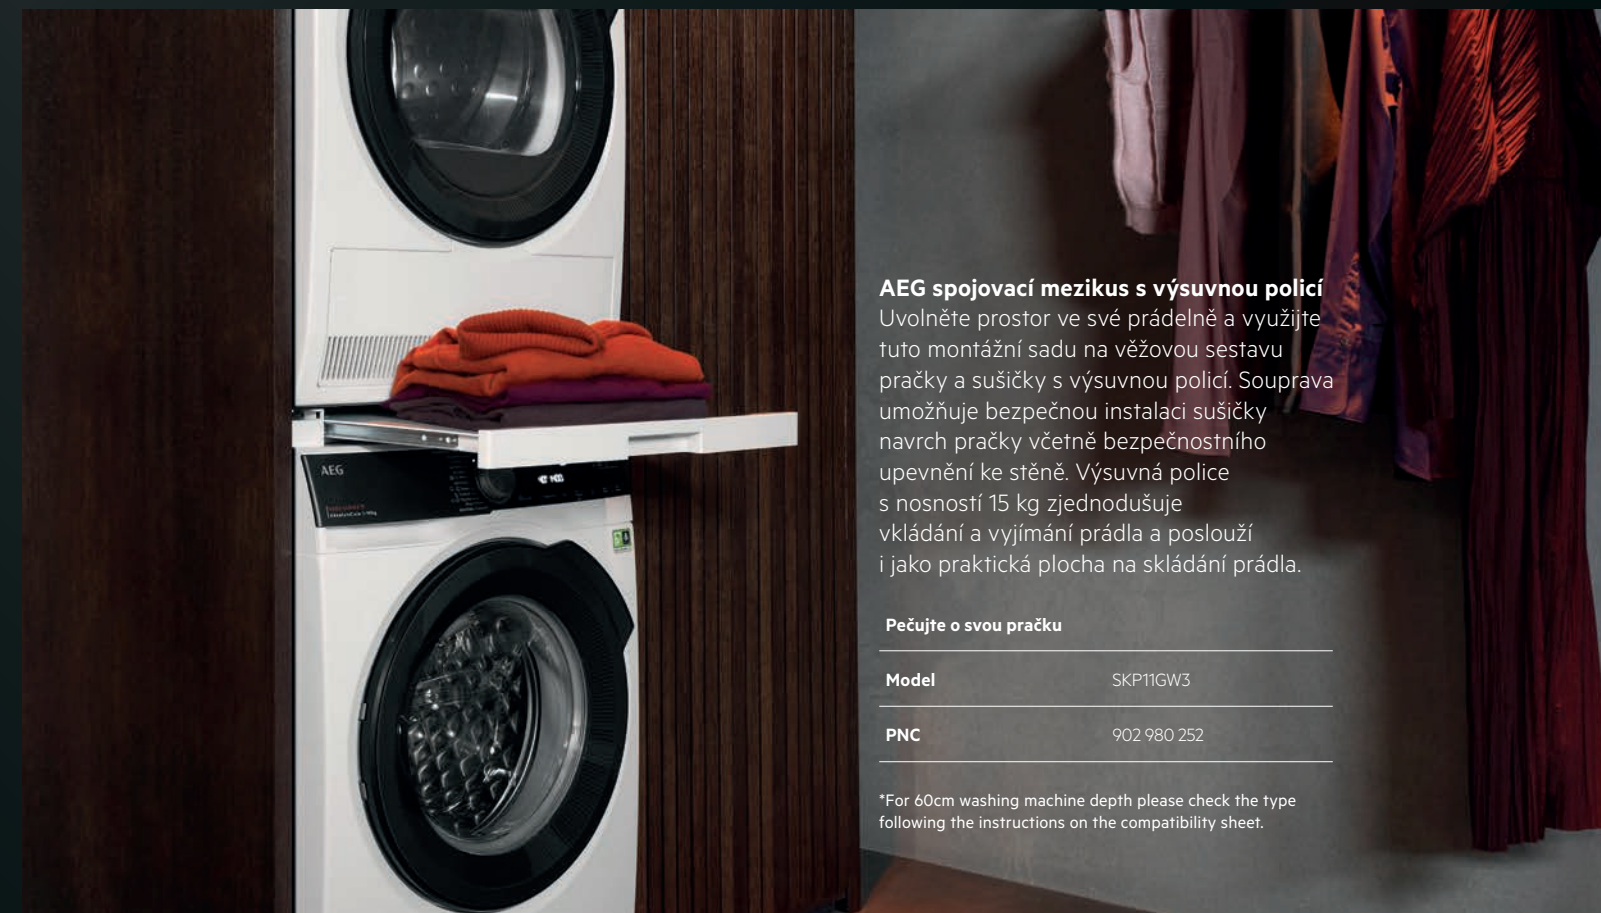 AEG spojovací mezikus s výsuvnou policí
Uvolněte prostor ve své prádelně a využijte
tuto montážní sadu na věžovou sestavu
pračky a sušičky s výsuvnou policí. Souprava
umožňuje bezpečnou instalaci sušičky
navrch pračky včetně bezpečnostního
upevnění ke stěně. Výsuvná police
s nosností 15 kg zjednodušuje
vkládání a vyjímání prádla a poslouží
i jako praktická plocha na skládání prádla.
Pečujte o svou pračku
Model SKP11GW3
PNC 902 980 252
*For 60cm washing machine depth please check the type
following the instructions on the compatibility sheet.
AEG